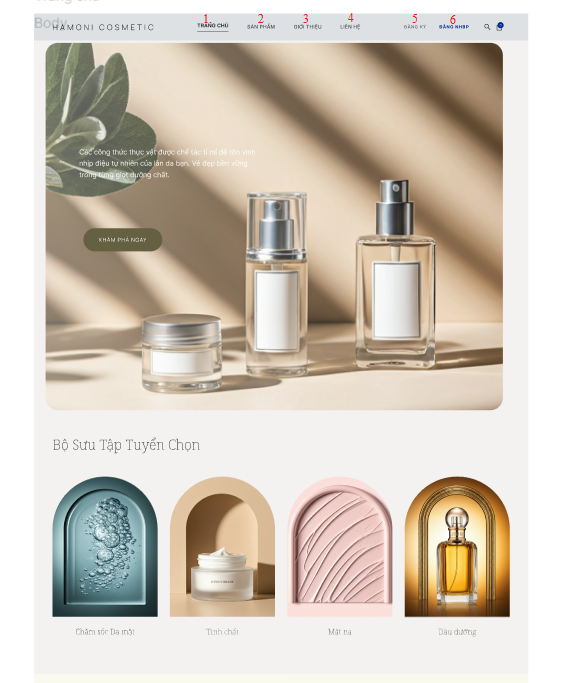 Trang chủ
Body
HAMONI COSMETIC
1 2 3 4 5 6
TRANG CHỦ SẢN PHẨM GIỚI THIỆU LIÊN HỆ ĐĂNG KÝ ĐĂNG NHẬP
Các công thức thực vật được chế tác tỉ mỉ để tôn vinh
nhịp điệu tự nhiên của làn da bạn. Vẻ đẹp bền vững
trong từng giọt dưỡng chất.
KHÁM PHÁ NGAY
Bộ Sưu Tập Tuyển Chọn
Chăm sóc Da mặt
Tinh chất
Mặt nạ
Dầu dưỡng